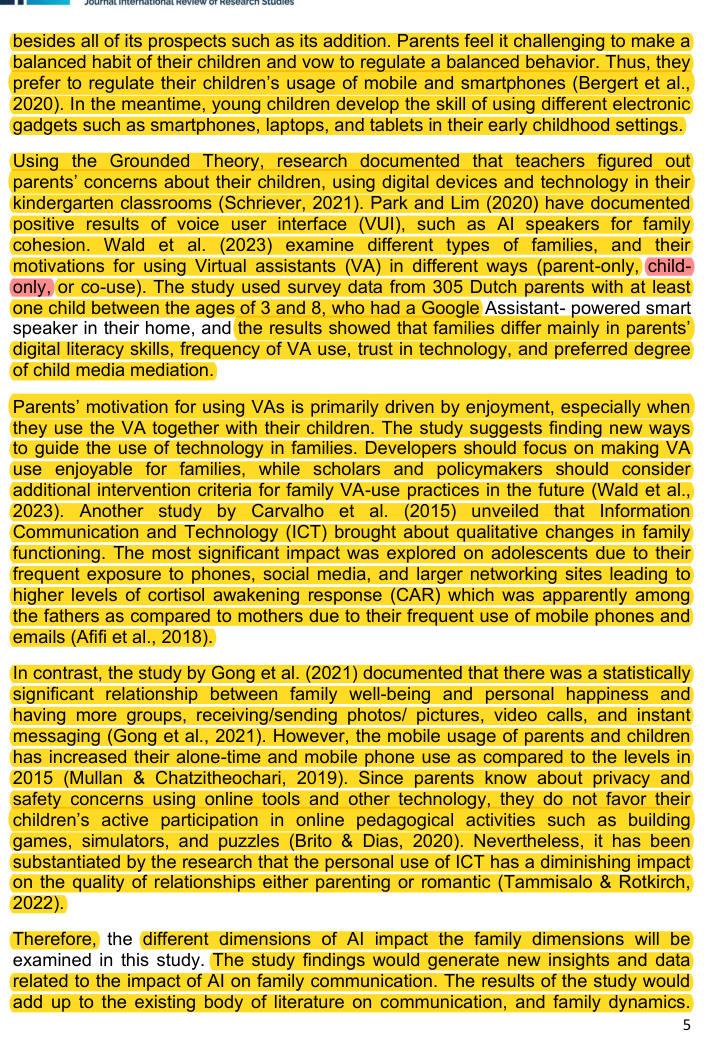 Journal International Review of Research Studies
besides all of its prospects such as its addition. Parents feel it challenging to make a
balanced habit of their children and vow to regulate a balanced behavior. Thus, they
prefer to regulate their children’s usage of mobile and smartphones (Bergert et al.,
2020). In the meantime, young children develop the skill of using different electronic
gadgets such as smartphones, laptops, and tablets in their early childhood settings.
Using the Grounded Theory, research documented that teachers figured out
parents’ concerns about their children, using digital devices and technology in their
kindergarten classrooms (Schriever, 2021). Park and Lim (2020) have documented
positive results of voice user interface (VUI), such as AI speakers for family
cohesion. Wald et al. (2023) examine different types of families, and their
motivations for using Virtual assistants (VA) in different ways (parent-only, child-
only, or co-use). The study used survey data from 305 Dutch parents with at least
one child between the ages of 3 and 8, who had a Google Assistant- powered smart
speaker in their home, and the results showed that families differ mainly in parents’
digital literacy skills, frequency of VA use, trust in technology, and preferred degree
of child media mediation.
Parents’ motivation for using VAs is primarily driven by enjoyment, especially when
they use the VA together with their children. The study suggests finding new ways
to guide the use of technology in families. Developers should focus on making VA
use enjoyable for families, while scholars and policymakers should consider
additional intervention criteria for family VA-use practices in the future (Wald et al.,
2023). Another study by Carvalho et al. (2015) unveiled that Information
Communication and Technology (ICT) brought about qualitative changes in family
functioning. The most significant impact was explored on adolescents due to their
frequent exposure to phones, social media, and larger networking sites leading to
higher levels of cortisol awakening response (CAR) which was apparently among
the fathers as compared to mothers due to their frequent use of mobile phones and
emails (Afifi et al., 2018).
In contrast, the study by Gong et al. (2021) documented that there was a statistically
significant relationship between family well-being and personal happiness and
having more groups, receiving/sending photos/ pictures, video calls, and instant
messaging (Gong et al., 2021). However, the mobile usage of parents and children
has increased their alone-time and mobile phone use as compared to the levels in
2015 (Mullan & Chatzitheochari, 2019). Since parents know about privacy and
safety concerns using online tools and other technology, they do not favor their
children’s active participation in online pedagogical activities such as building
games, simulators, and puzzles (Brito & Dias, 2020). Nevertheless, it has been
substantiated by the research that the personal use of ICT has a diminishing impact
on the quality of relationships either parenting or romantic (Tammisalo & Rotkirch,
2022).
Therefore, the different dimensions of AI impact the family dimensions will be
examined in this study. The study findings would generate new insights and data
related to the impact of AI on family communication. The results of the study would
add up to the existing body of literature on communication, and family dynamics.
5